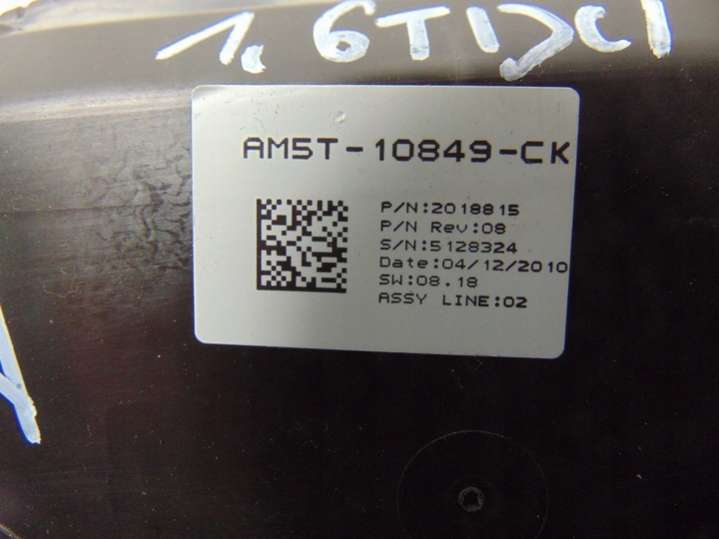 1.6TDCI
AM5T-10849-CK
P/N:2018815
P/N Rev:08
S/N:5128324
Date:04/12/2010
SW:08.18
ASSY LINE:02